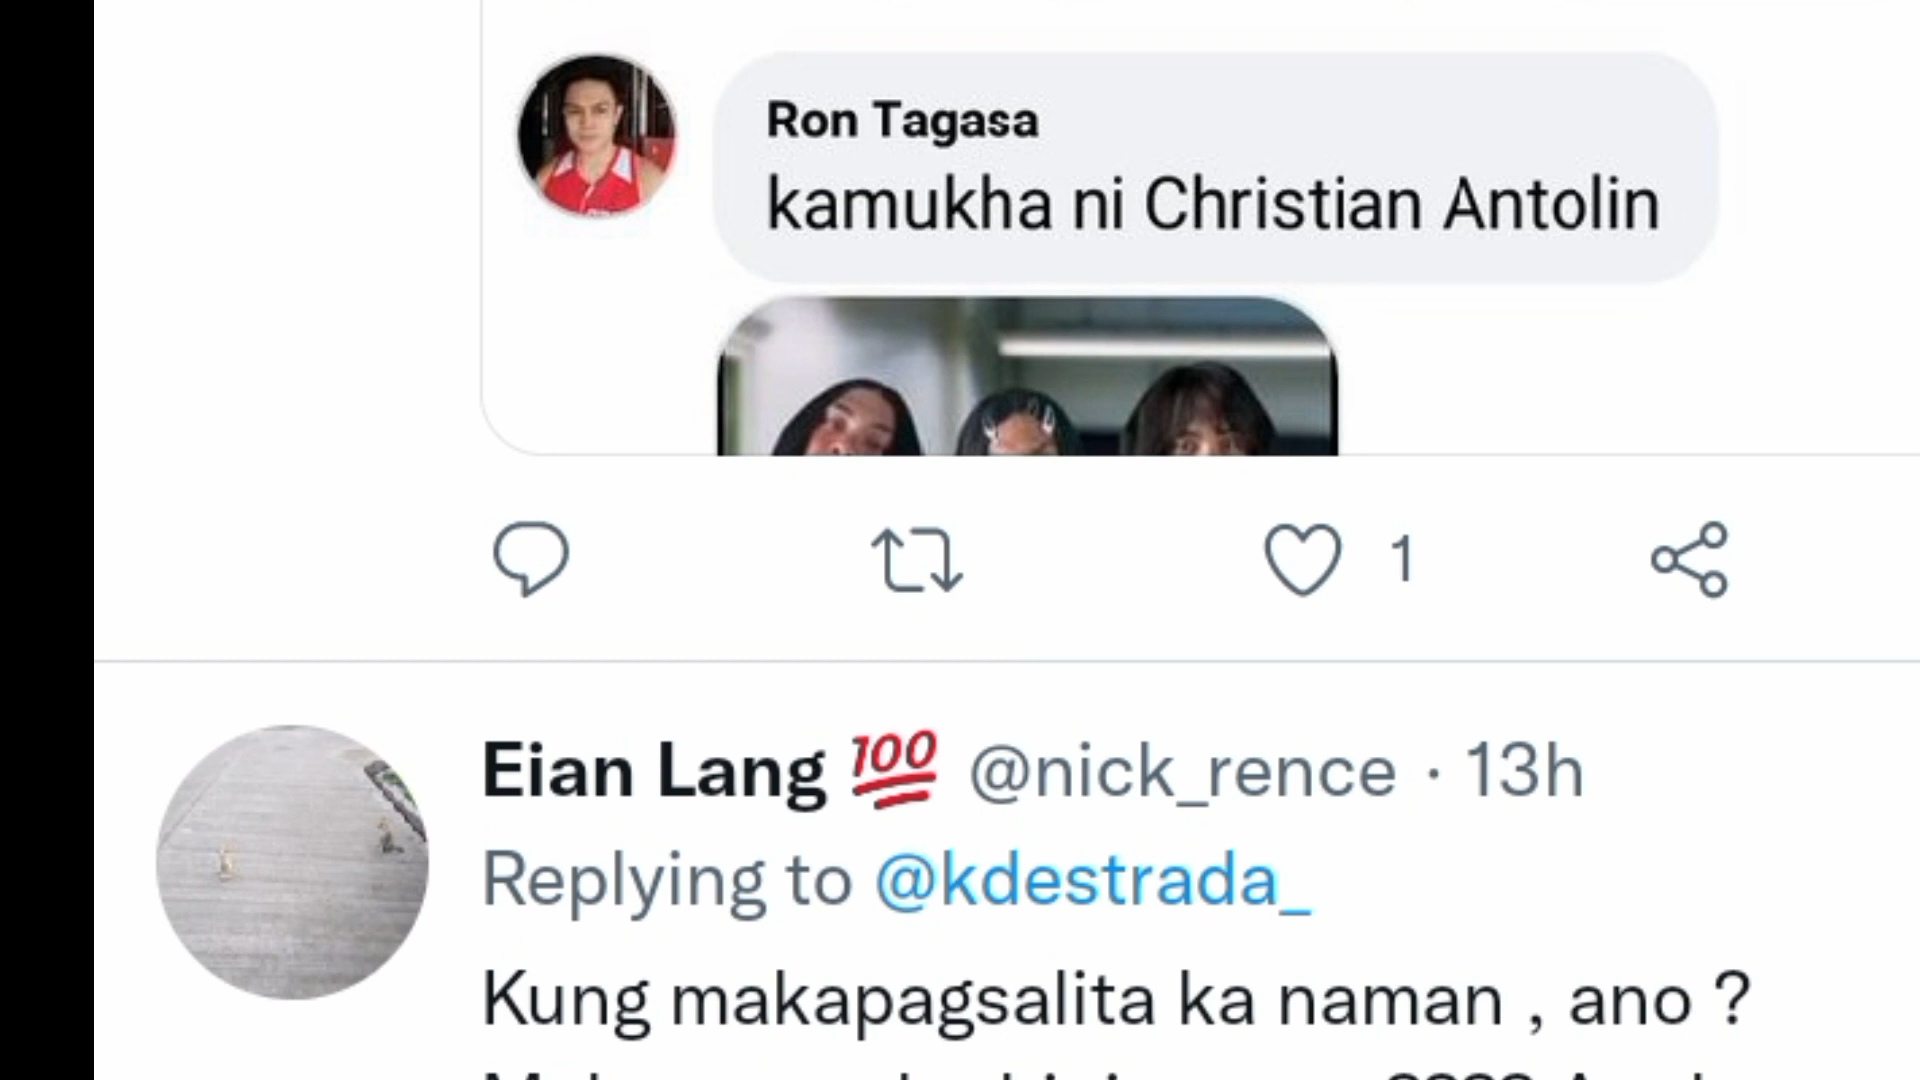 Ron Tagasa
kamukha ni Christian Antolin
1
Eian Lang 💯 @nick_rence · 13h
Replying to @kdestrada_
Kung makapagsalita ka naman , ano ?